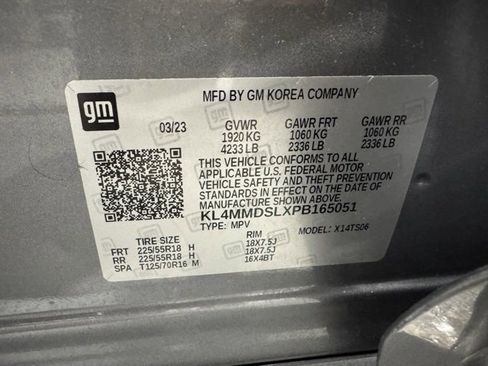 gm
MFD BY GM KOREA COMPANY
03/23 GVWR GAWR FRT GAWR RR
1920 KG 1060 KG 1060 KG
4233 LB 2336 LB 2336 LB
THIS VEHICLE CONFORMS TO ALL
APPLICABLE U.S. FEDERAL MOTOR
VEHICLE SAFETY AND THEFT
PREVENTION STANDARDS IN
EFFECT ON THE DATE OF
MANUFACTURE SHOWN ABOVE.
KL4MMDSLXPB165051
TYPE: MPV MODEL: X14TS06
TIRE SIZE RIM
FRT 225/55R18 H 18X7.5J
RR 225/55R18 H 18X7.5J
SPA T125/70R16 M 16X4BT